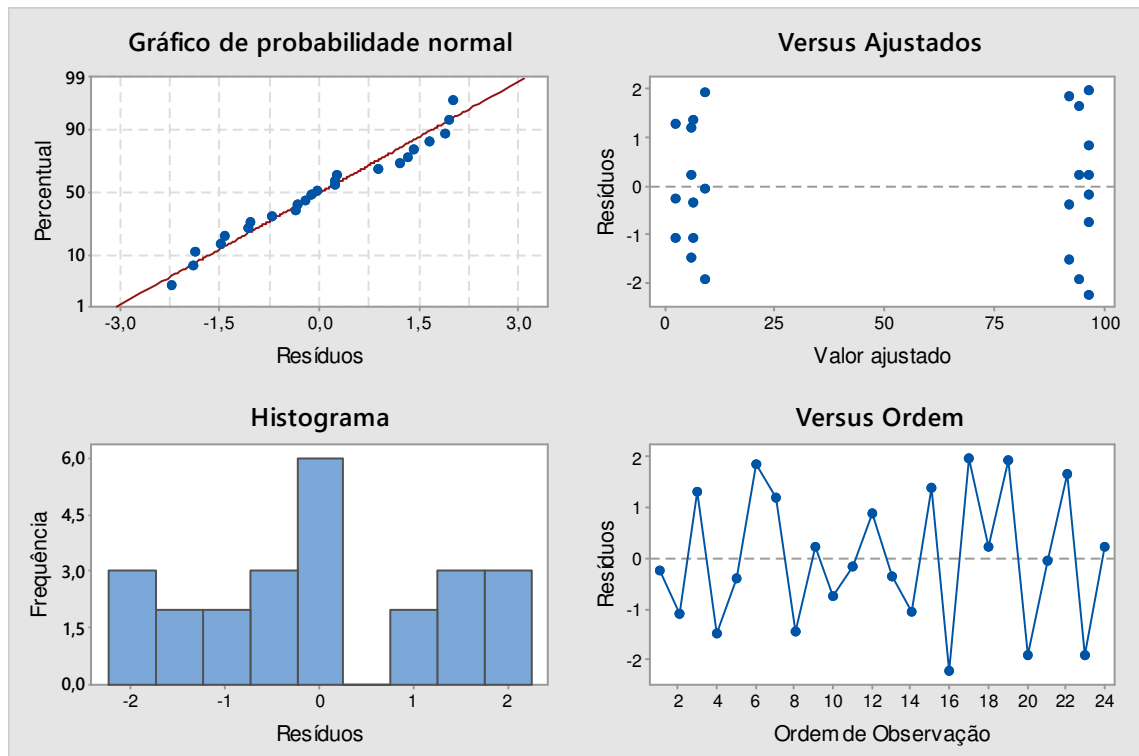 Gráfico de probabilidade normal
99
90
50
10
1
Percentual
-3,0 -1,5 0,0 1,5 3,0
Resíduos
Versus Ajustados
2
1
0
-1
-2
Resíduos
0 25 50 75 100
Valor ajustado
Histograma
6,0
4,5
3,0
1,5
0,0
Frequência
-2 -1 0 1 2
Resíduos
Versus Ordem
2
1
0
-1
-2
Resíduos
2 4 6 8 10 12 14 16 18 20 22 24
Ordem de Observação